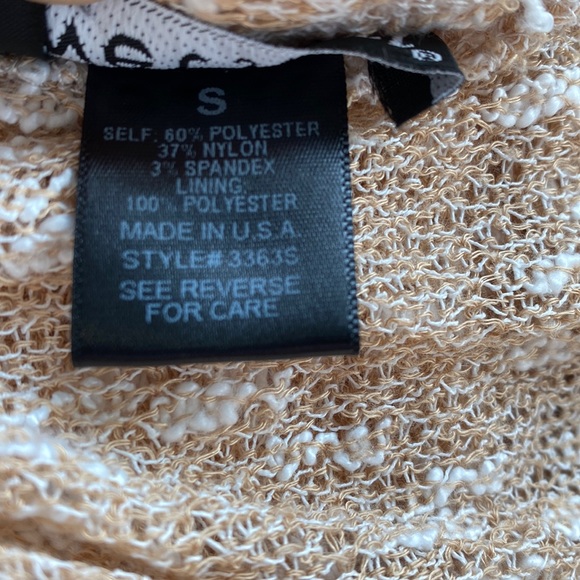 S
SELF: 60% POLYESTER
37% NYLON
3% SPANDEX
LINING:
100% POLYESTER
MADE IN U.S.A.
STYLE# 3363S
SEE REVERSE
FOR CARE